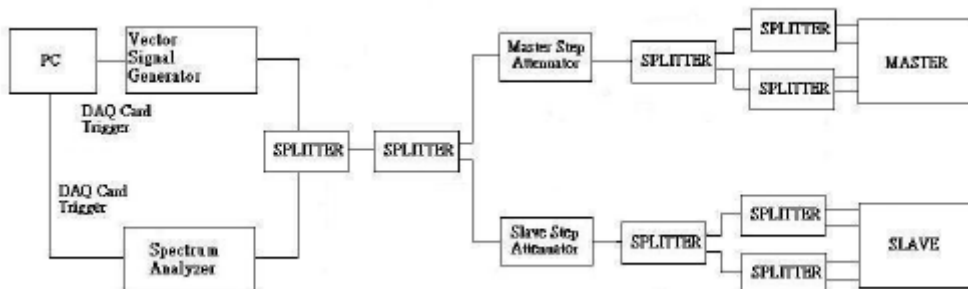 PC
Vector
Signal
Generator
DAQ Card
Trigger
DAQ Card
Trigger
Spectrum
Analyzer
SPLITTER
SPLITTER
Master Step
Attenuator
SPLITTER
SPLITTER
SPLITTER
MASTER
Slave Step
Attenuator
SPLITTER
SPLITTER
SPLITTER
SLAVE